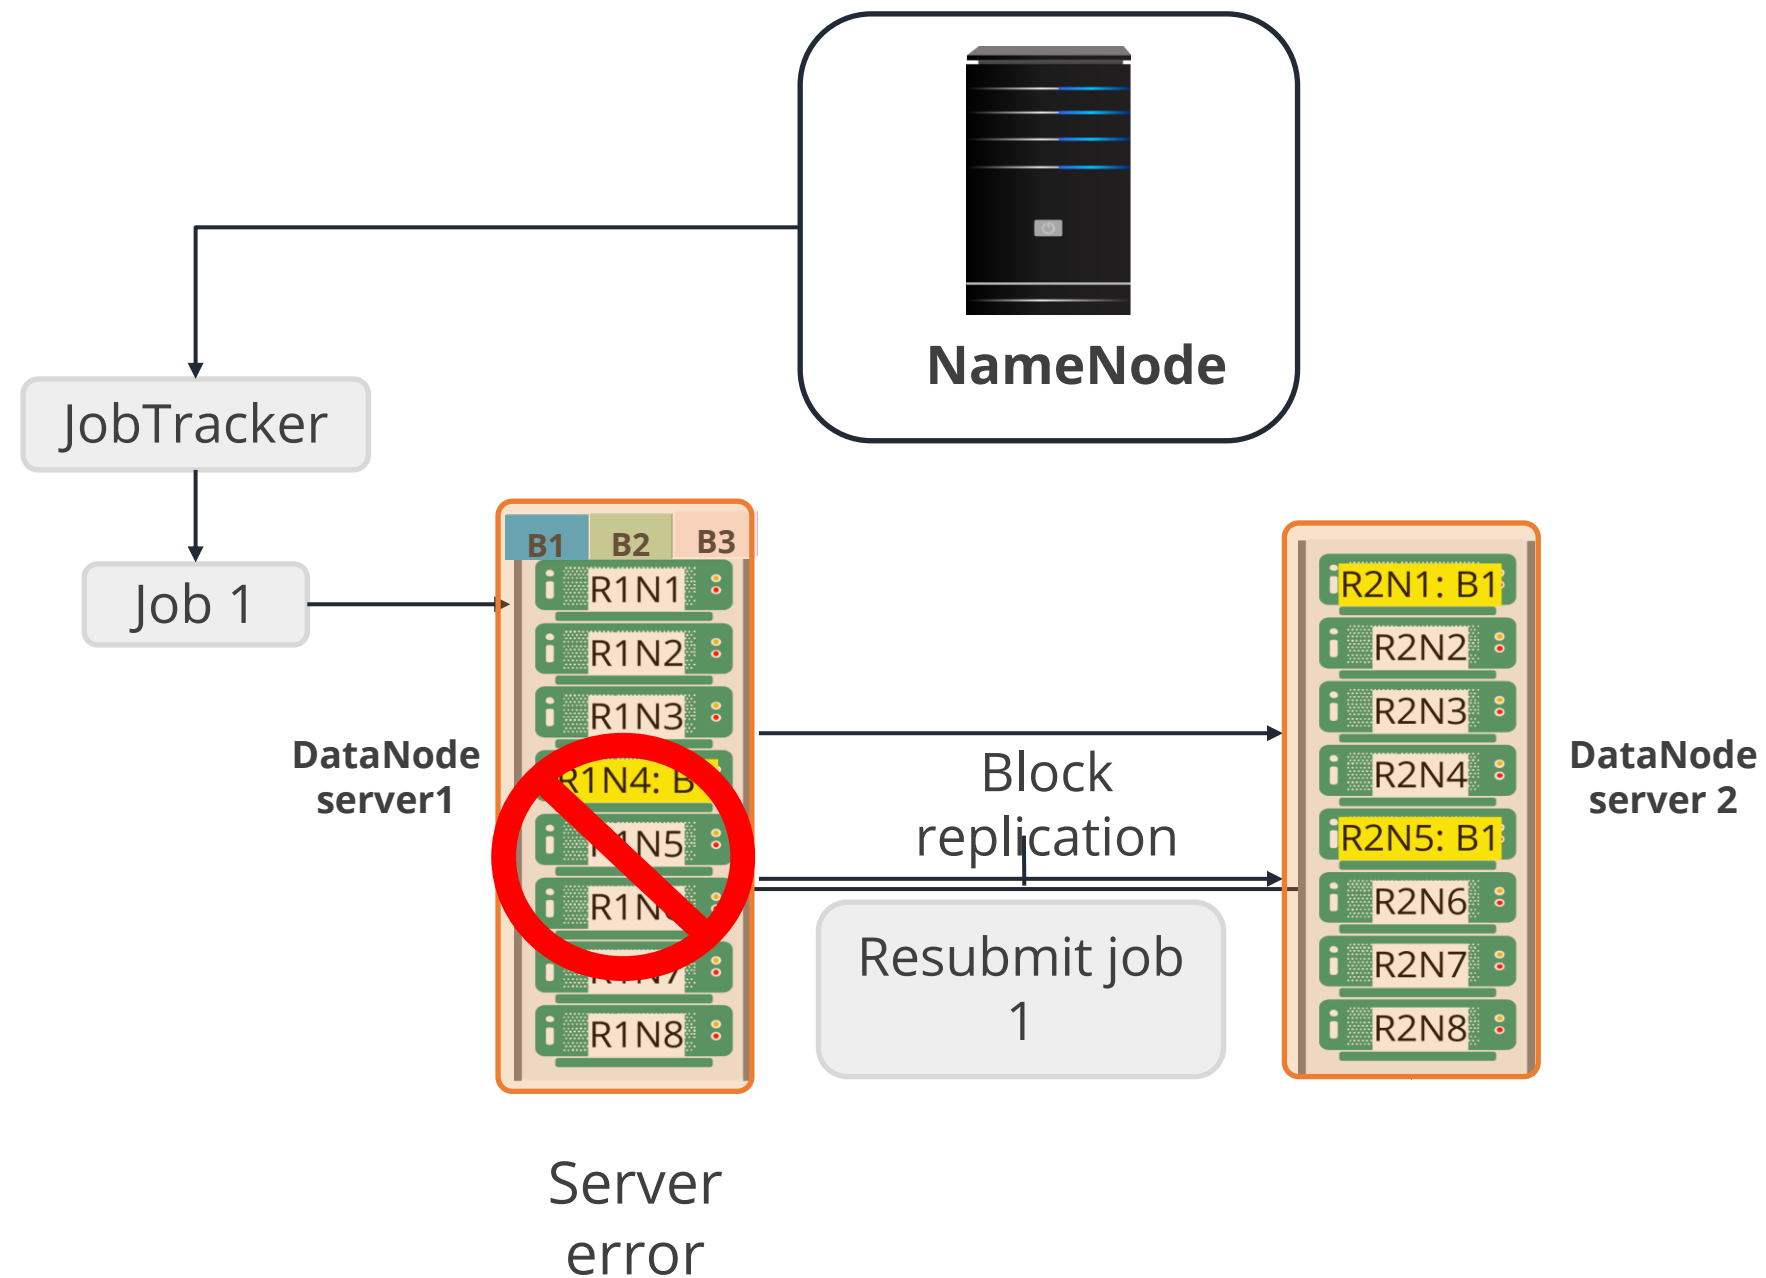 NameNode
JobTracker
Job 1
B1 B2 B3
R1N1
R1N2
R1N3
R1N4:
R1N8
DataNode
server1
Block
replication
Resubmit job
1
R2N1: B1
R2N2
R2N3
R2N4
R2N5: B1
R2N6
R2N7
R2N8
DataNode
server 2
Server
error